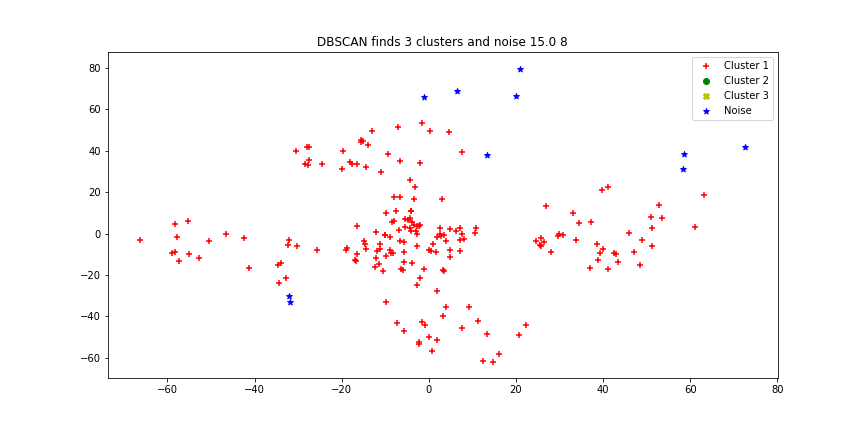 DBSCAN finds 3 clusters and noise 15.0 8
Cluster 1
Cluster 2
Cluster 3
Noise
80
60
40
20
0
−20
−40
−60
−60 −40 −20 0 20 40 60 80